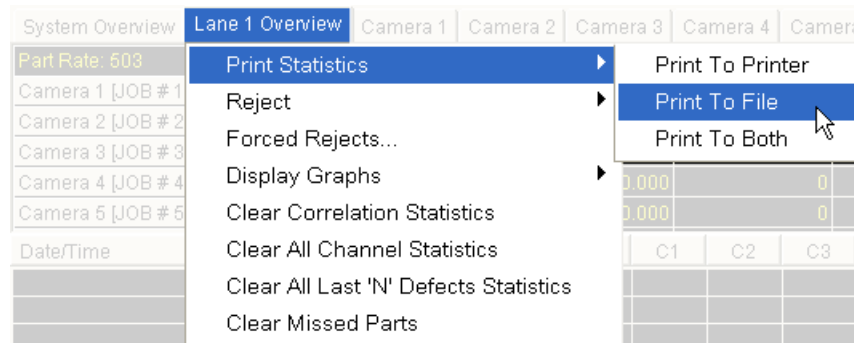 System Overview Lane 1 Overview Camera 1 Camera 2 Camera 3 Camera 4
Part Rate: 503
Print Statistics
Print To Printer
Camera 1 [JOB # 1
Reject
Print To File
Camera 2 [JOB # 2
Forced Rejects...
Print To Both
Camera 3 [JOB # 3
Display Graphs
Camera 4 [JOB # 4
0.000 0
Clear Correlation Statistics
Camera 5 [JOB # 5
0.000 0
Clear All Channel Statistics
Date/Time C1 C2 C3
Clear All Last 'N' Defects Statistics
Clear Missed Parts